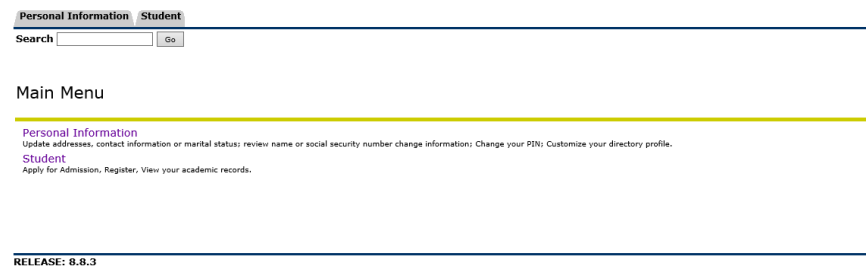 Personal Information Student
Search Go
Main Menu
Personal Information
Update addresses, contact information or marital status; review name or social security number change information; Change your PIN; Customize your directory profile.
Student
Apply for Admission, Register, View your academic records.
RELEASE: 8.8.3